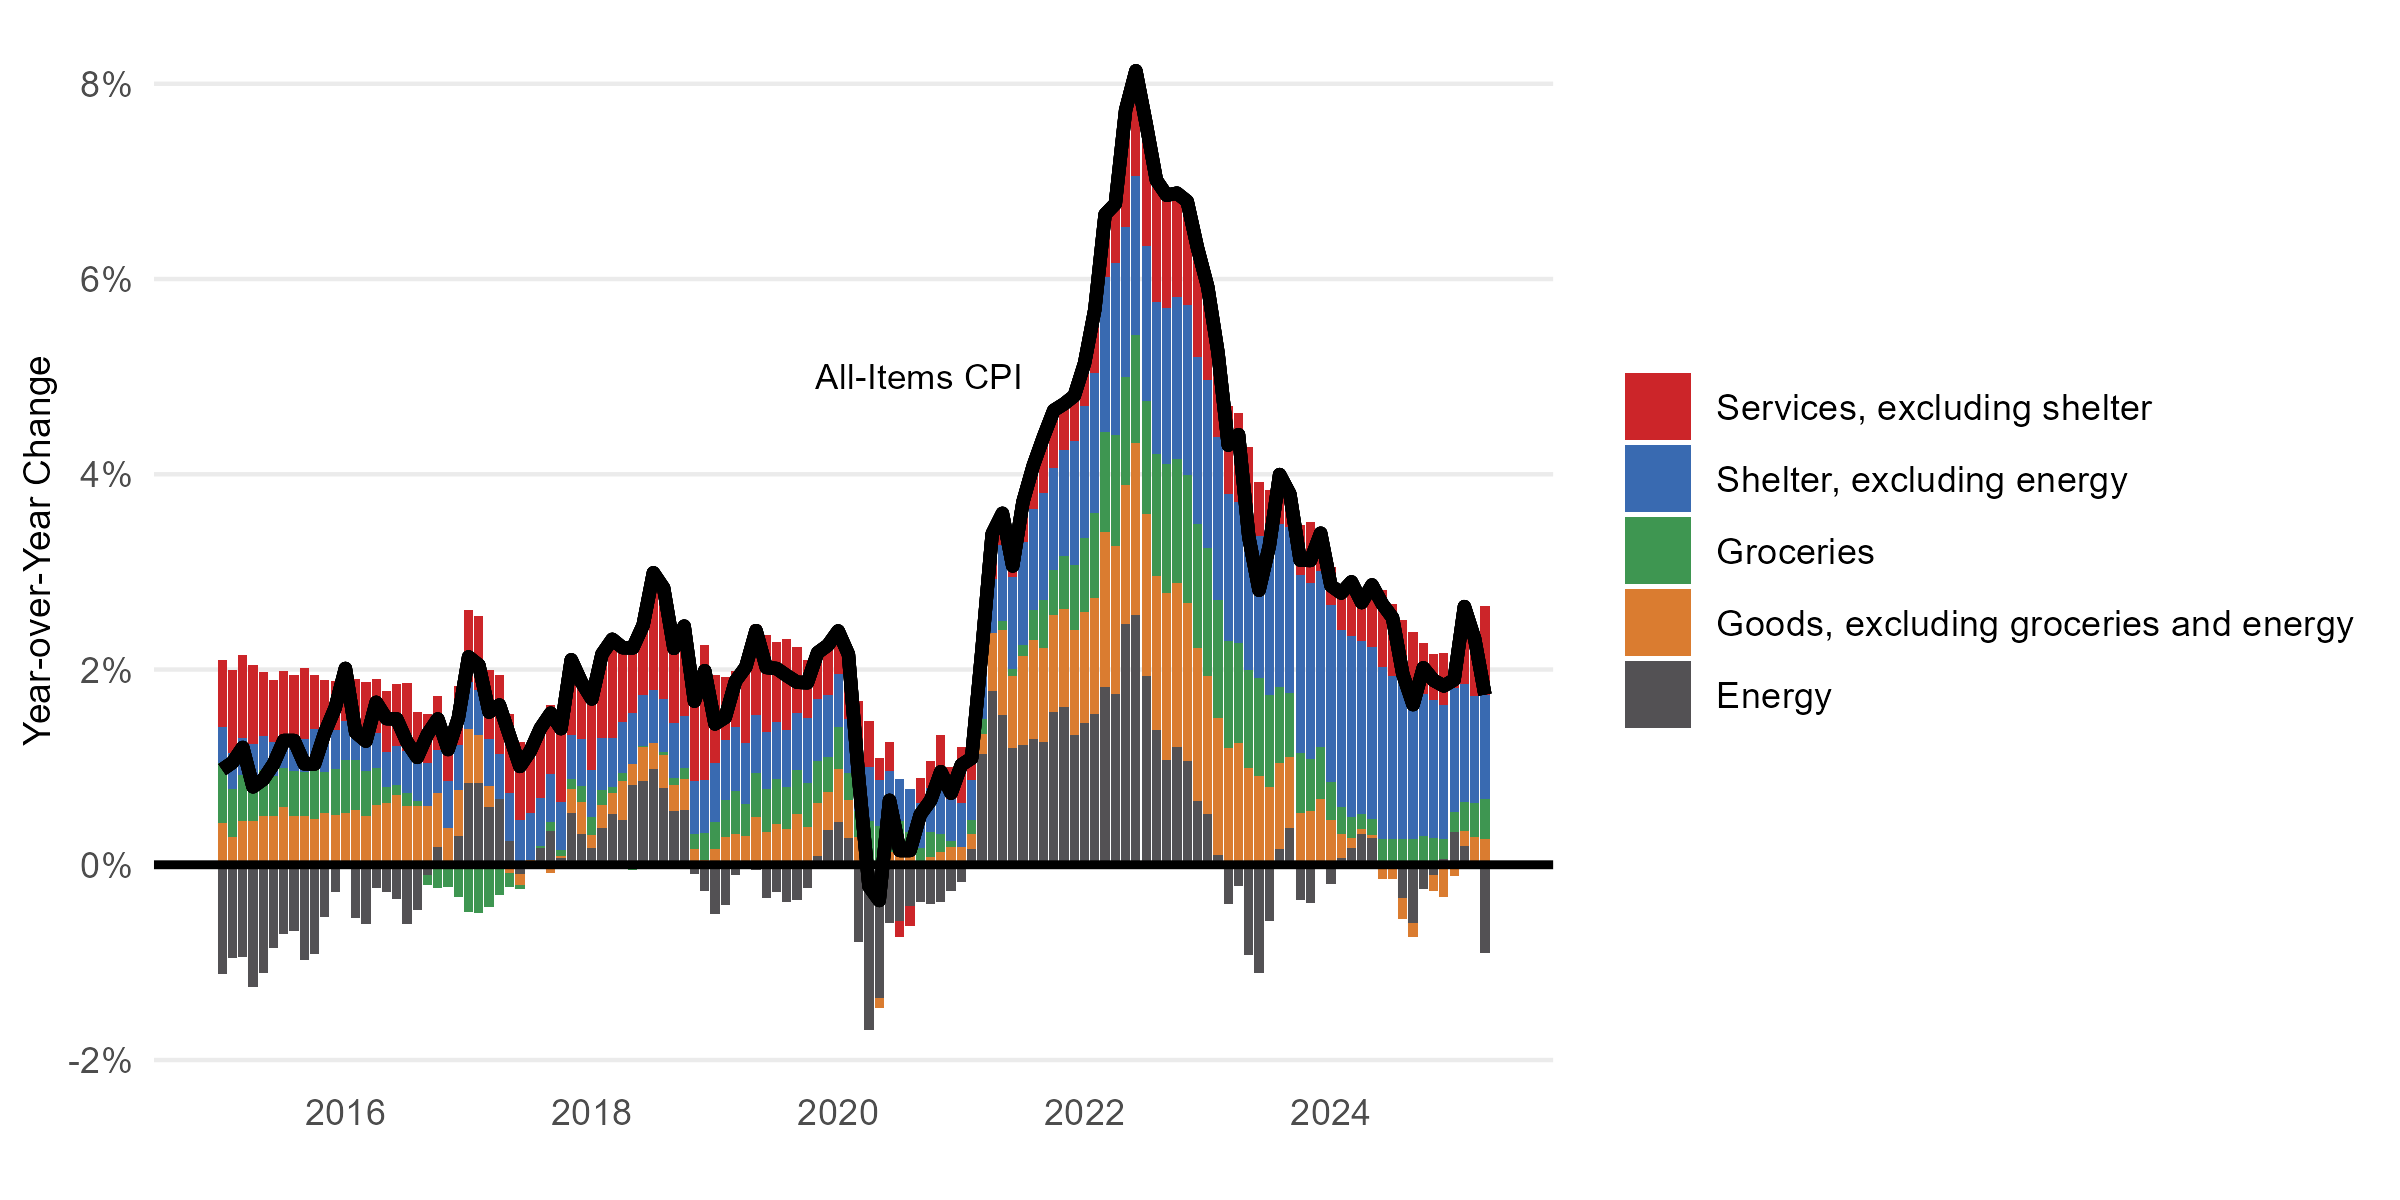 Year-over-Year Change
8%
6%
4%
2%
0%
-2%
2016
2018
2020
2022
2024
All-Items CPI
Services, excluding shelter
Shelter, excluding energy
Groceries
Goods, excluding groceries and energy
Energy